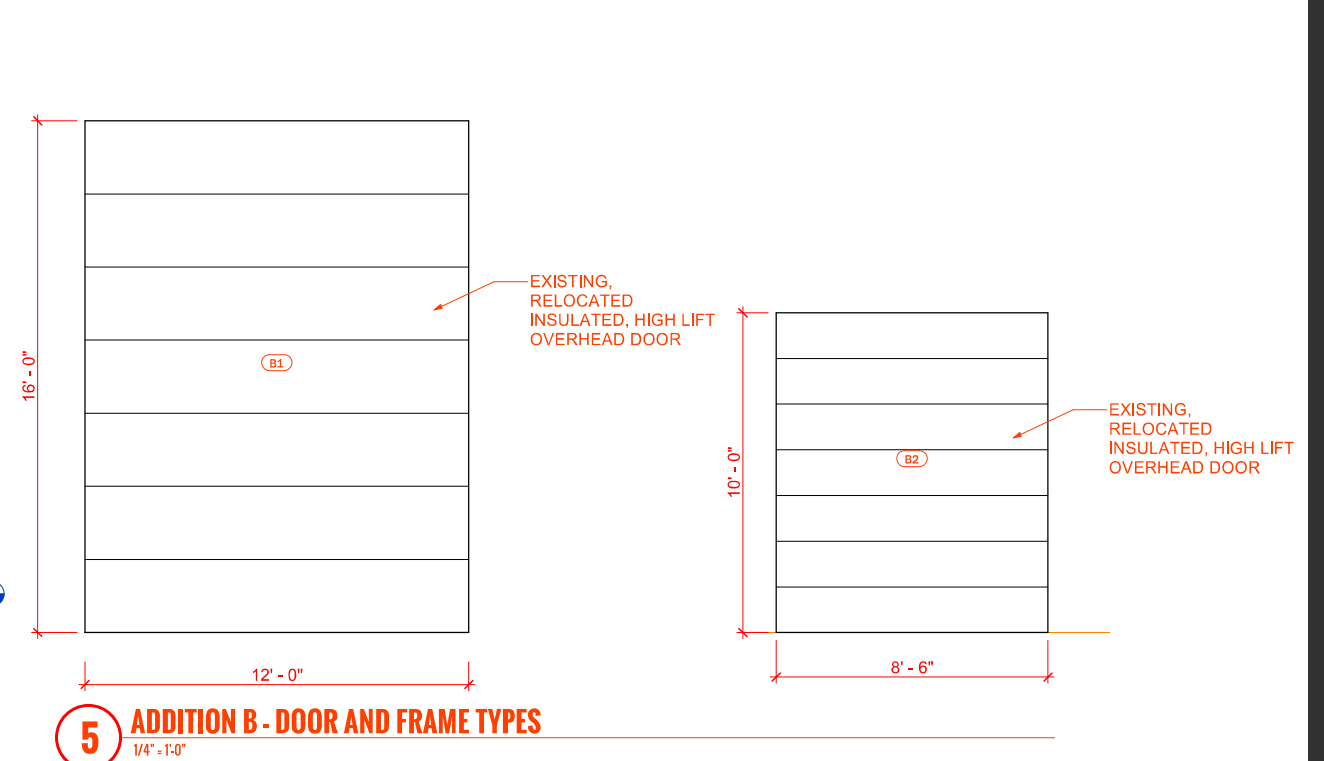 EXISTING,
RELOCATED
INSULATED, HIGH LIFT
OVERHEAD DOOR
B1
16' - 0"
12' - 0"
EXISTING,
RELOCATED
INSULATED, HIGH LIFT
OVERHEAD DOOR
B2
10' - 0"
8' - 6"
5
ADDITION B - DOOR AND FRAME TYPES
1/4" = 1'-0"